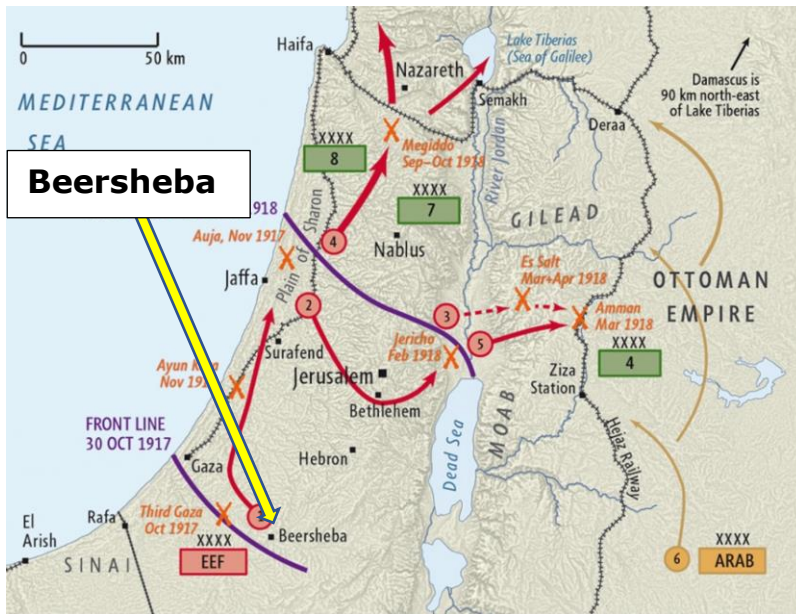 0 50 km
Haifa
Nazareth
Lake Tiberias
(Sea of Galilee)
Semakh
Damascus is
90 km north-east
of Lake Tiberias
MEDITERRANEAN
SEA
Deraa
XXXX
8
Megiddo
Sep–Oct 1918
XXXX
7
River Jordan
Beersheba
918
Auja, Nov 1917
Plain of Sharon
4
Nablus
GILEAD
Es Salt
Mar+Apr 1918
OTTOMAN
EMPIRE
Jaffa
2
3
5
Amman
Mar 1918
Jericho
Feb 1918
XXXX
4
Surafend
Ayun
Nov
Jerusalem
Bethlehem
Ziza
Station
MOAB
FRONT LINE
30 OCT 1917
Gaza
Hebron
Dead Sea
Hejaz Railway
Third Gaza
Oct 1917
Beersheba
El
Arish
Rafa
SINAI
XXXX
EEF
6
XXXX
ARAB